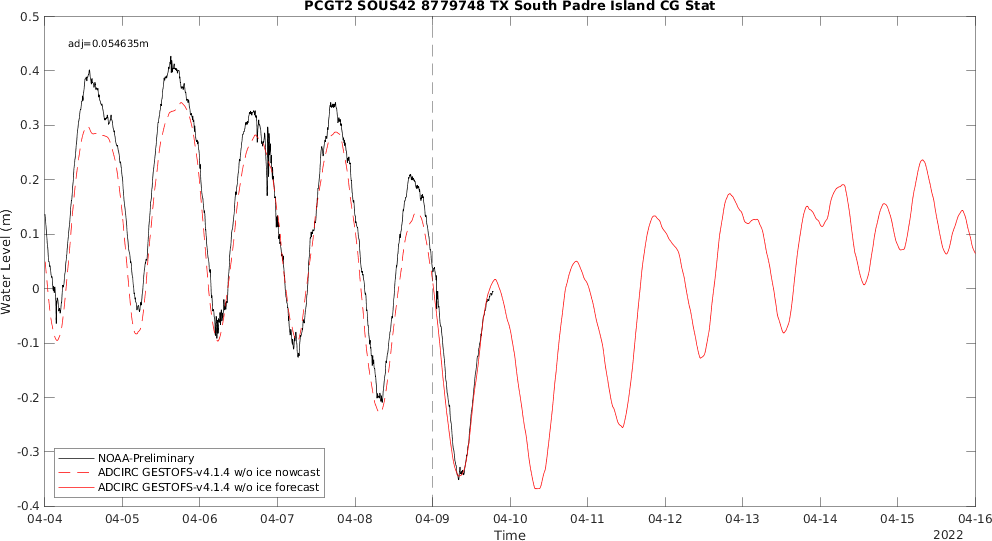 PCGT2 SOUS42 8779748 TX South Padre Island CG Stat
adj=0.054635m
0.5
0.4
0.3
0.2
0.1
0
-0.1
-0.2
-0.3
-0.4
Water Level (m)
NOAA-Preliminary
ADCIRC GESTOFS-v4.1.4 w/o ice nowcast
ADCIRC GESTOFS-v4.1.4 w/o ice forecast
04-04 04-05 04-06 04-07 04-08 04-09 04-10 04-11 04-12 04-13 04-14 04-15 04-16
Time
2022